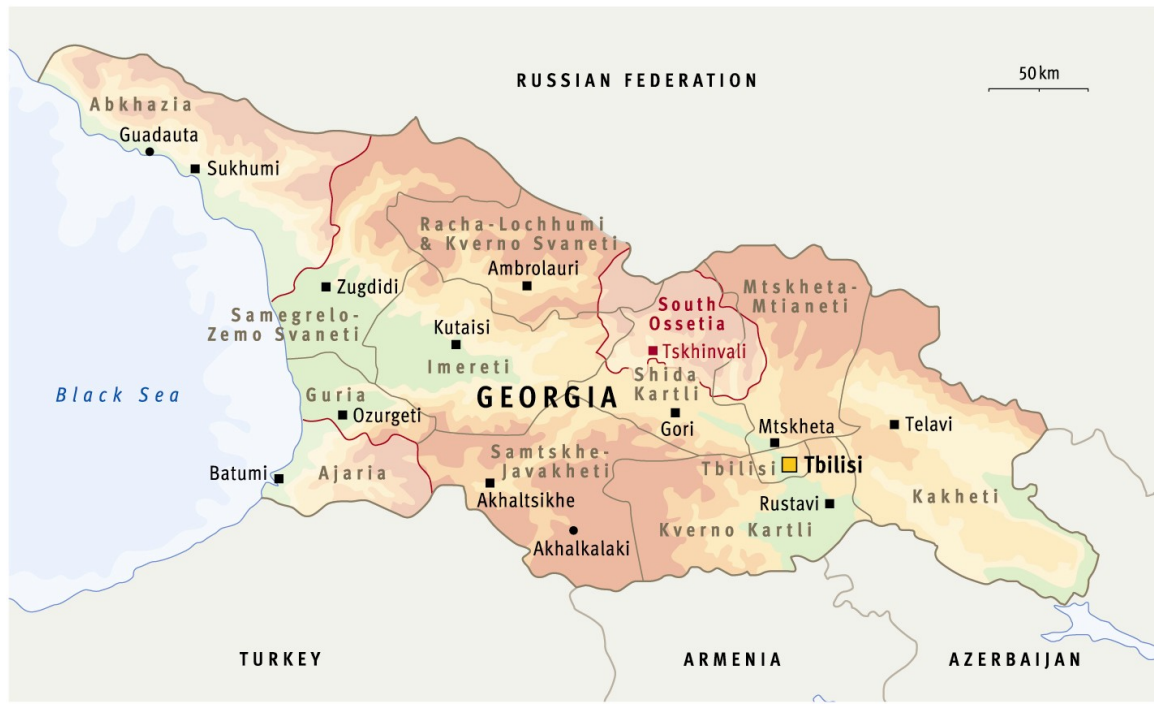 RUSSIAN FEDERATION
50 km
Abkhazia
Guadauta
Sukhumi
Racha-Lochhumi
& Kverno Svaneti
Ambrolauri
Zugdidi
Samegrelo-
Zemo Svaneti
Kutaisi
Imereti
South
Ossetia
Tskhinvali
Mtskheta-
Mtianeti
Shida
Kartli
Black Sea
GEORGIA
Guria
Ozurgeti
Gori
Mtskheta
Telavi
Batumi
Ajaria
Samtskhe-
Javakheti
Akhaltsikhe
Akhalkalaki
Tbilisi
Tbilisi
Rustavi
Kverno Kartli
Kakheti
TURKEY
ARMENIA
AZERBAIJAN